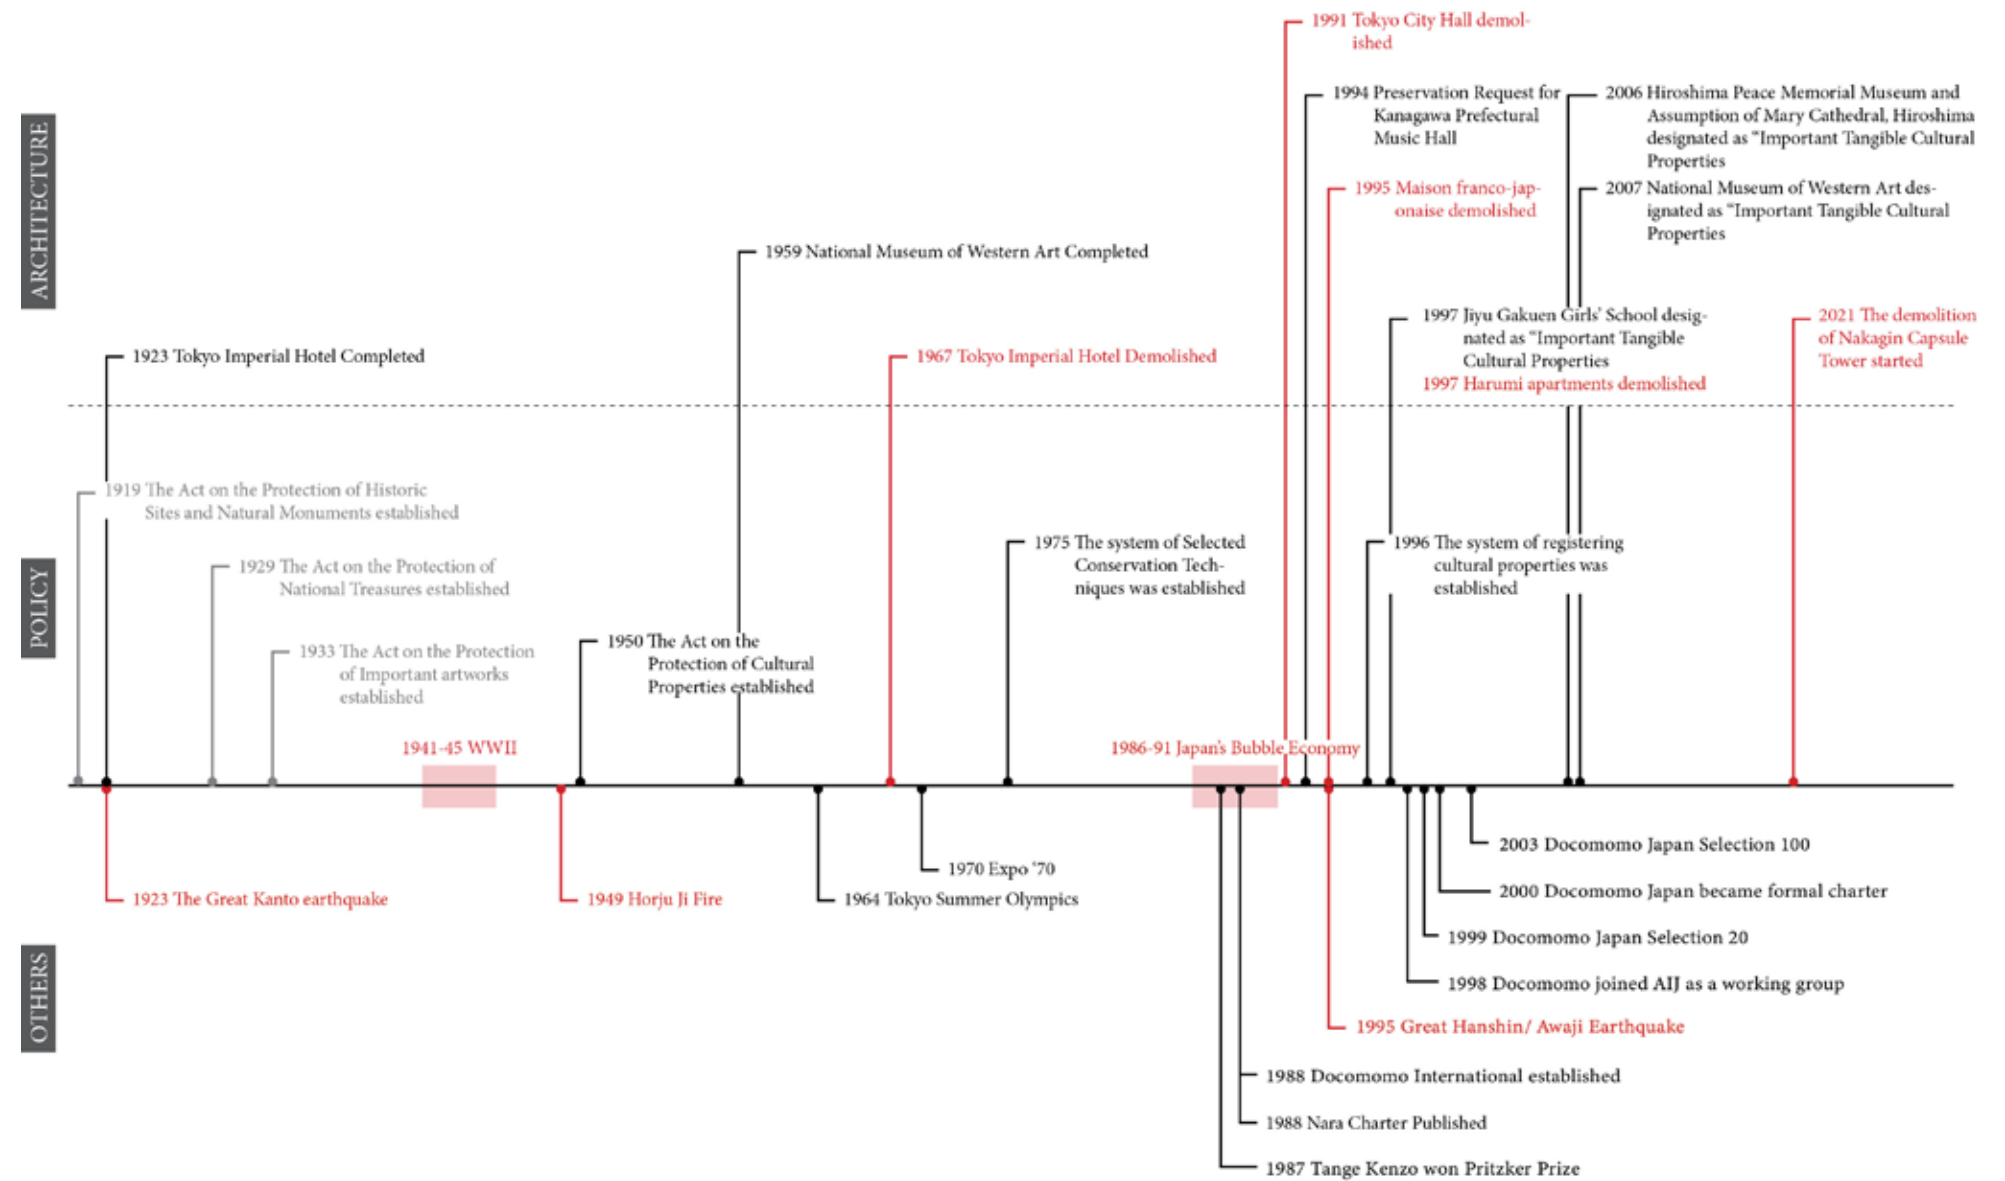 ARCHITECTURE
1991 Tokyo City Hall demol-
ished
1994 Preservation Request for
Kanagawa Prefectural
Music Hall
2006 Hiroshima Peace Memorial Museum and
Assumption of Mary Cathedral, Hiroshima
designated as “Important Tangible Cultural
Properties
1995 Maison franco-jap-
onaise demolished
2007 National Museum of Western Art des-
ignated as “Important Tangible Cultural
Properties
1959 National Museum of Western Art Completed
1997 Jiyu Gakuen Girls’ School desig-
nated as “Important Tangible
Cultural Properties
1997 Harumi apartments demolished
2021 The demolition
of Nakagin Capsule
Tower started
1923 Tokyo Imperial Hotel Completed
1967 Tokyo Imperial Hotel Demolished
POLICY
1919 The Act on the Protection of Historic
Sites and Natural Monuments established
1929 The Act on the Protection of
National Treasures established
1933 The Act on the Protection
of Important artworks
established
1950 The Act on the
Protection of Cultural
Properties established
1975 The system of Selected
Conservation Tech-
niques was established
1996 The system of registering
cultural properties was
established
1941-45 WWII
1986-91 Japan’s Bubble Economy
OTHERS
1923 The Great Kanto earthquake
1949 Horju Ji Fire
1970 Expo ‘70
1964 Tokyo Summer Olympics
2003 Docomomo Japan Selection 100
2000 Docomomo Japan became formal charter
1999 Docomomo Japan Selection 20
1998 Docomomo joined AIJ as a working group
1995 Great Hanshin/ Awaji Earthquake
1988 Docomomo International established
1988 Nara Charter Published
1987 Tange Kenzo won Pritzker Prize